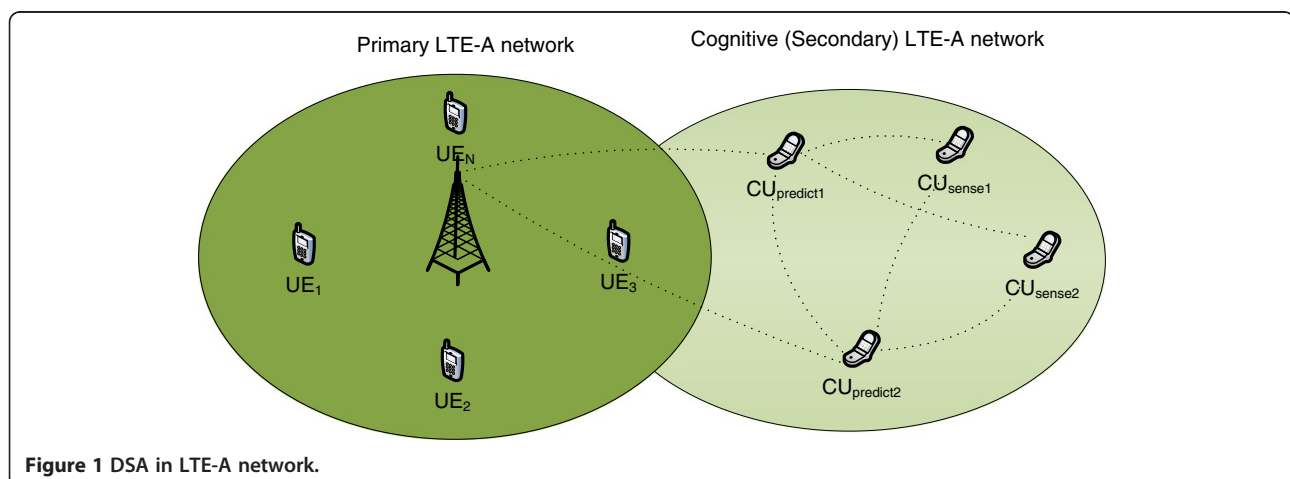 Primary LTE-A network
Cognitive (Secondary) LTE-A network
UE_N
CU_predict1
CU_sense1
UE_1
UE_3
CU_sense2
UE_2
CU_predict2
Figure 1 DSA in LTE-A network.